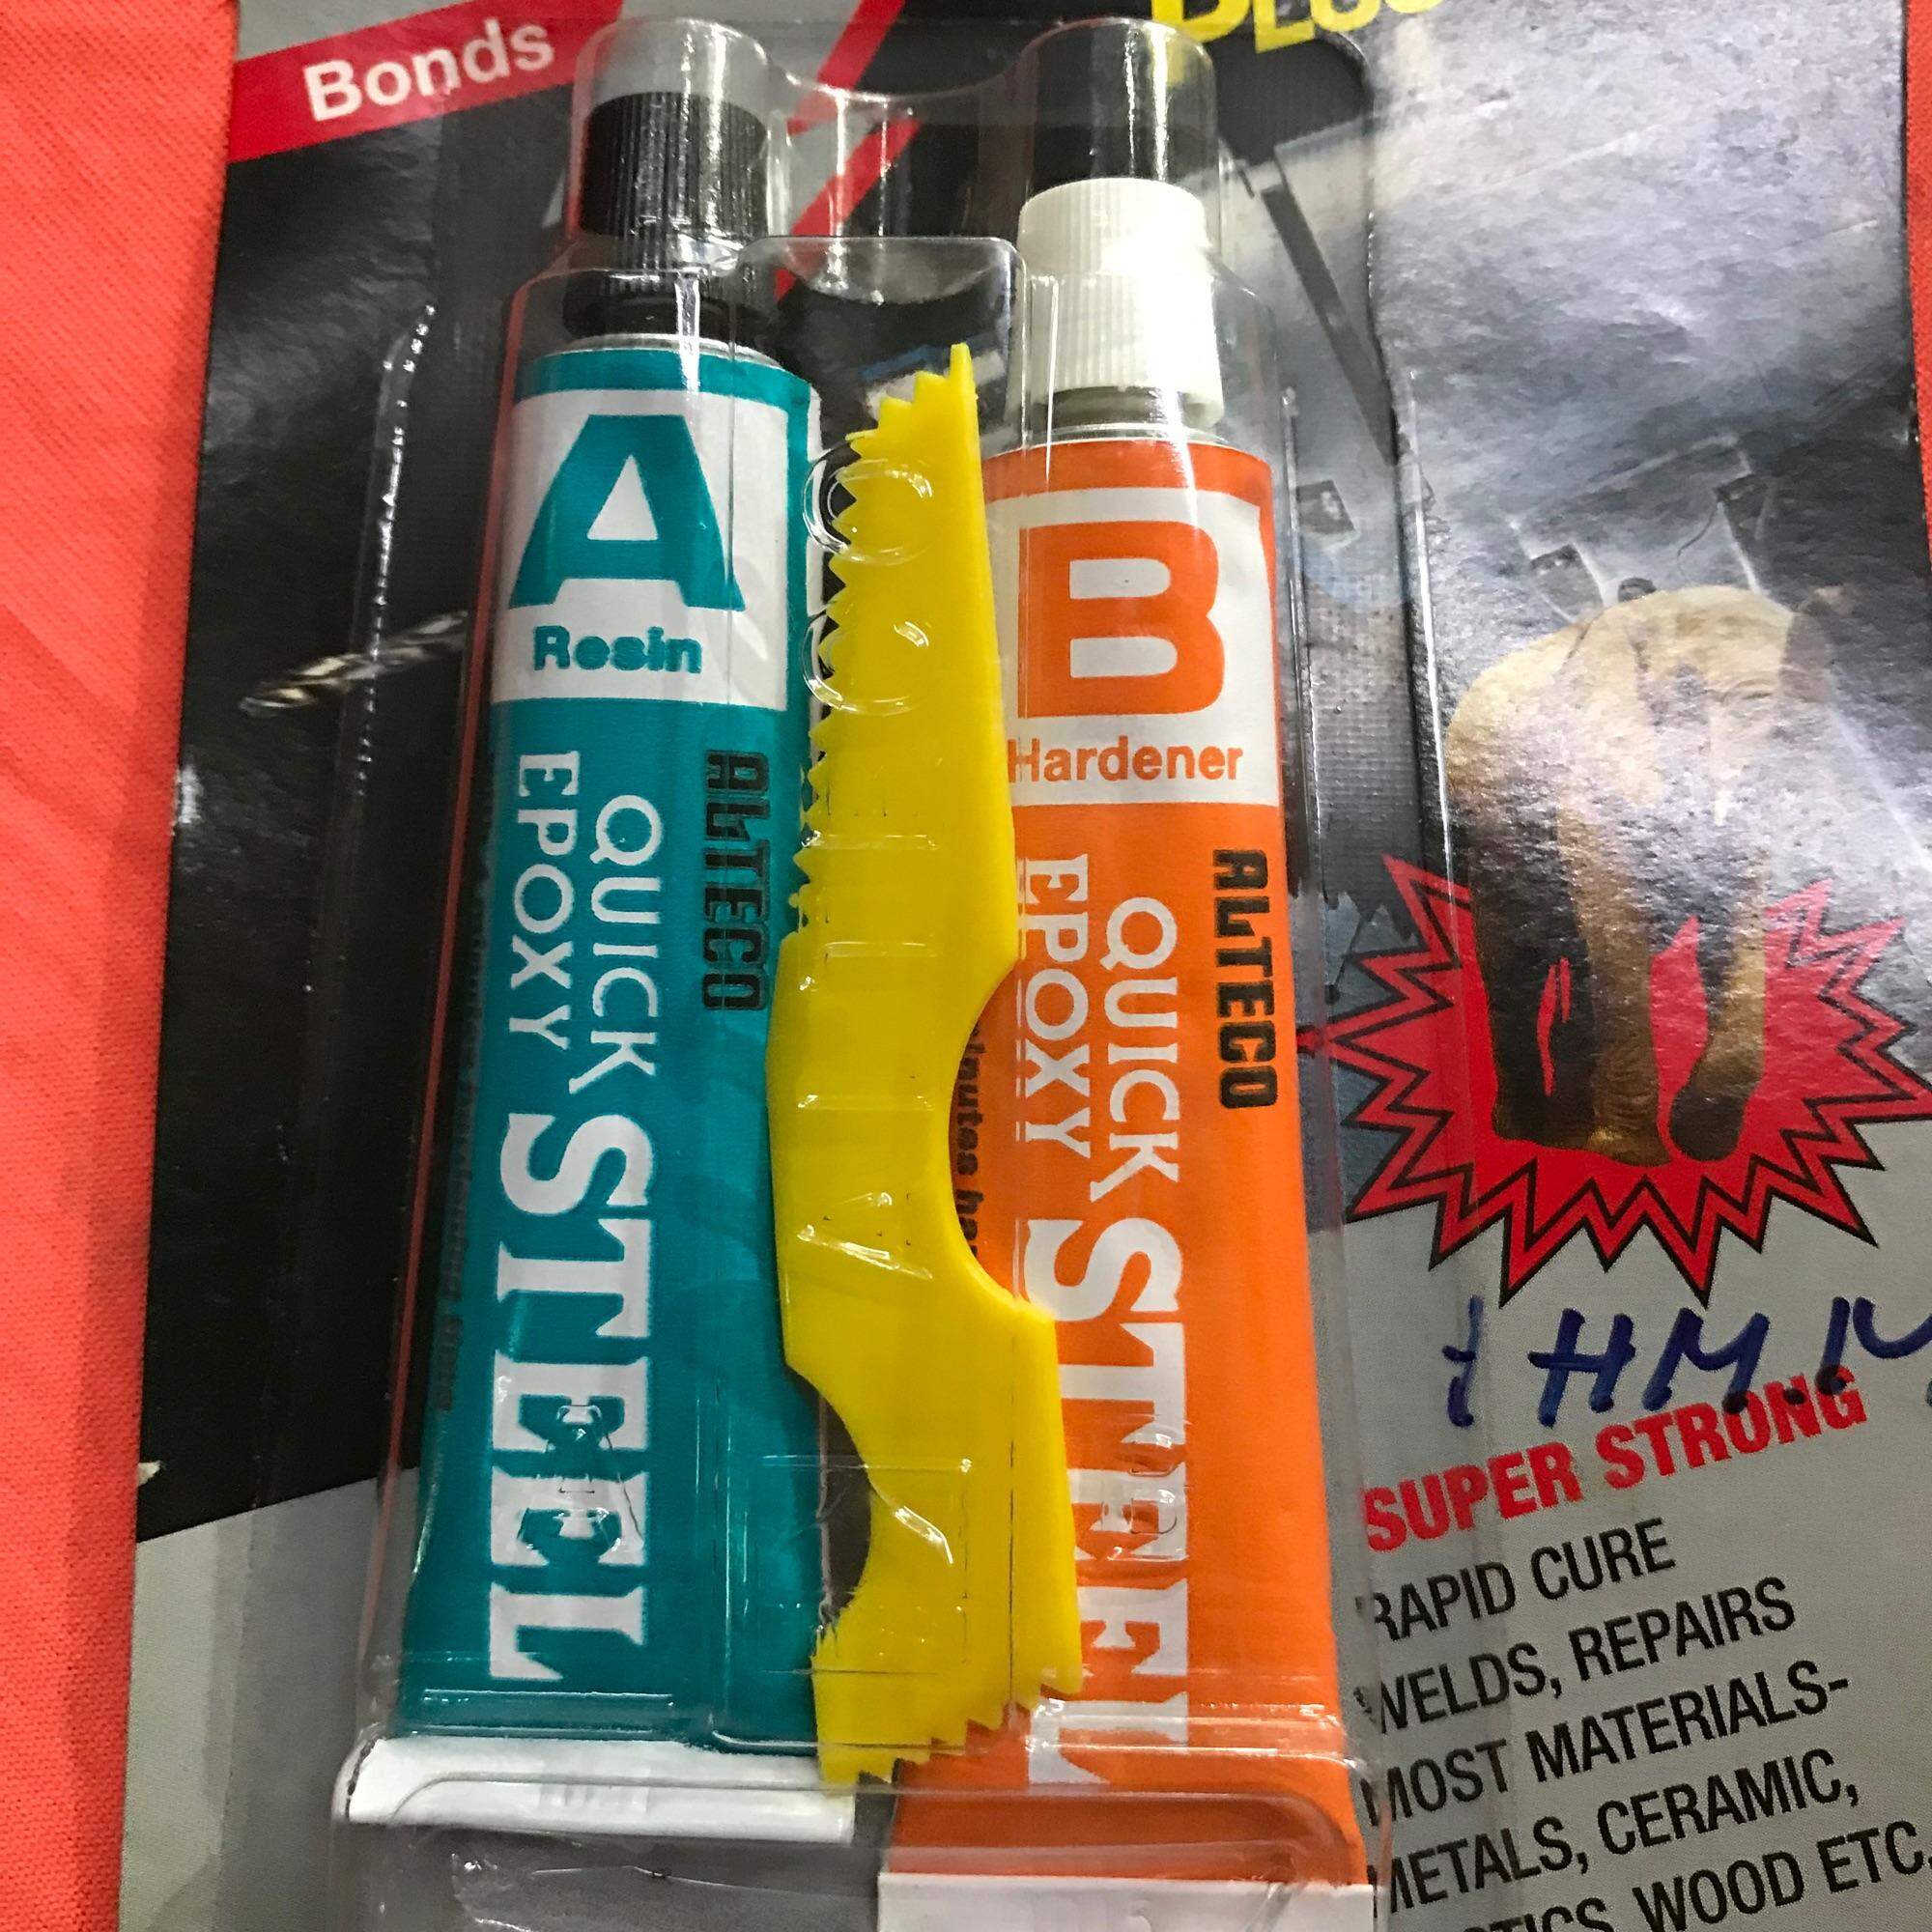 Bonds
A
Resin
ALTECO
QUICK
EPOXY
STEEL
B
Hardener
ALTECO
QUICK
EPOXY
STEEL
SUPER STRONG
RAPID CURE
WELDS, REPAIRS
MOST MATERIALS-
METALS, CERAMIC,
WOOD ETC.